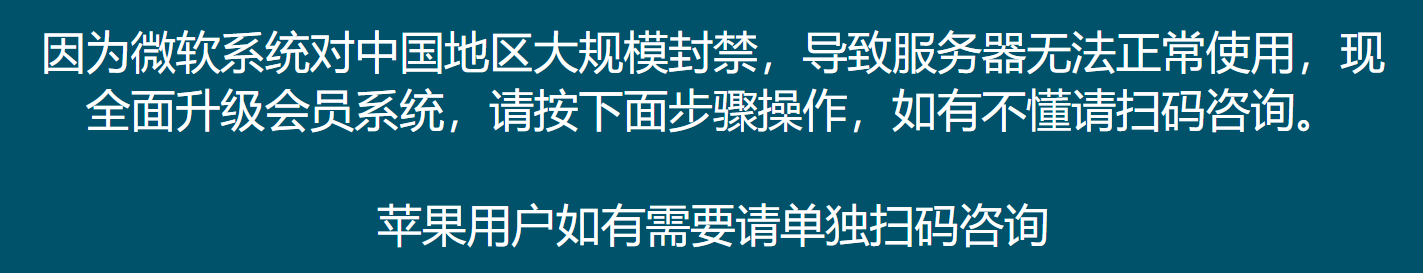 因为微软系统对中国地区大规模封禁，导致服务器无法正常使用，现
全面升级会员系统，请按下面步骤操作，如有不懂请扫码咨询。
苹果用户如有需要请单独扫码咨询